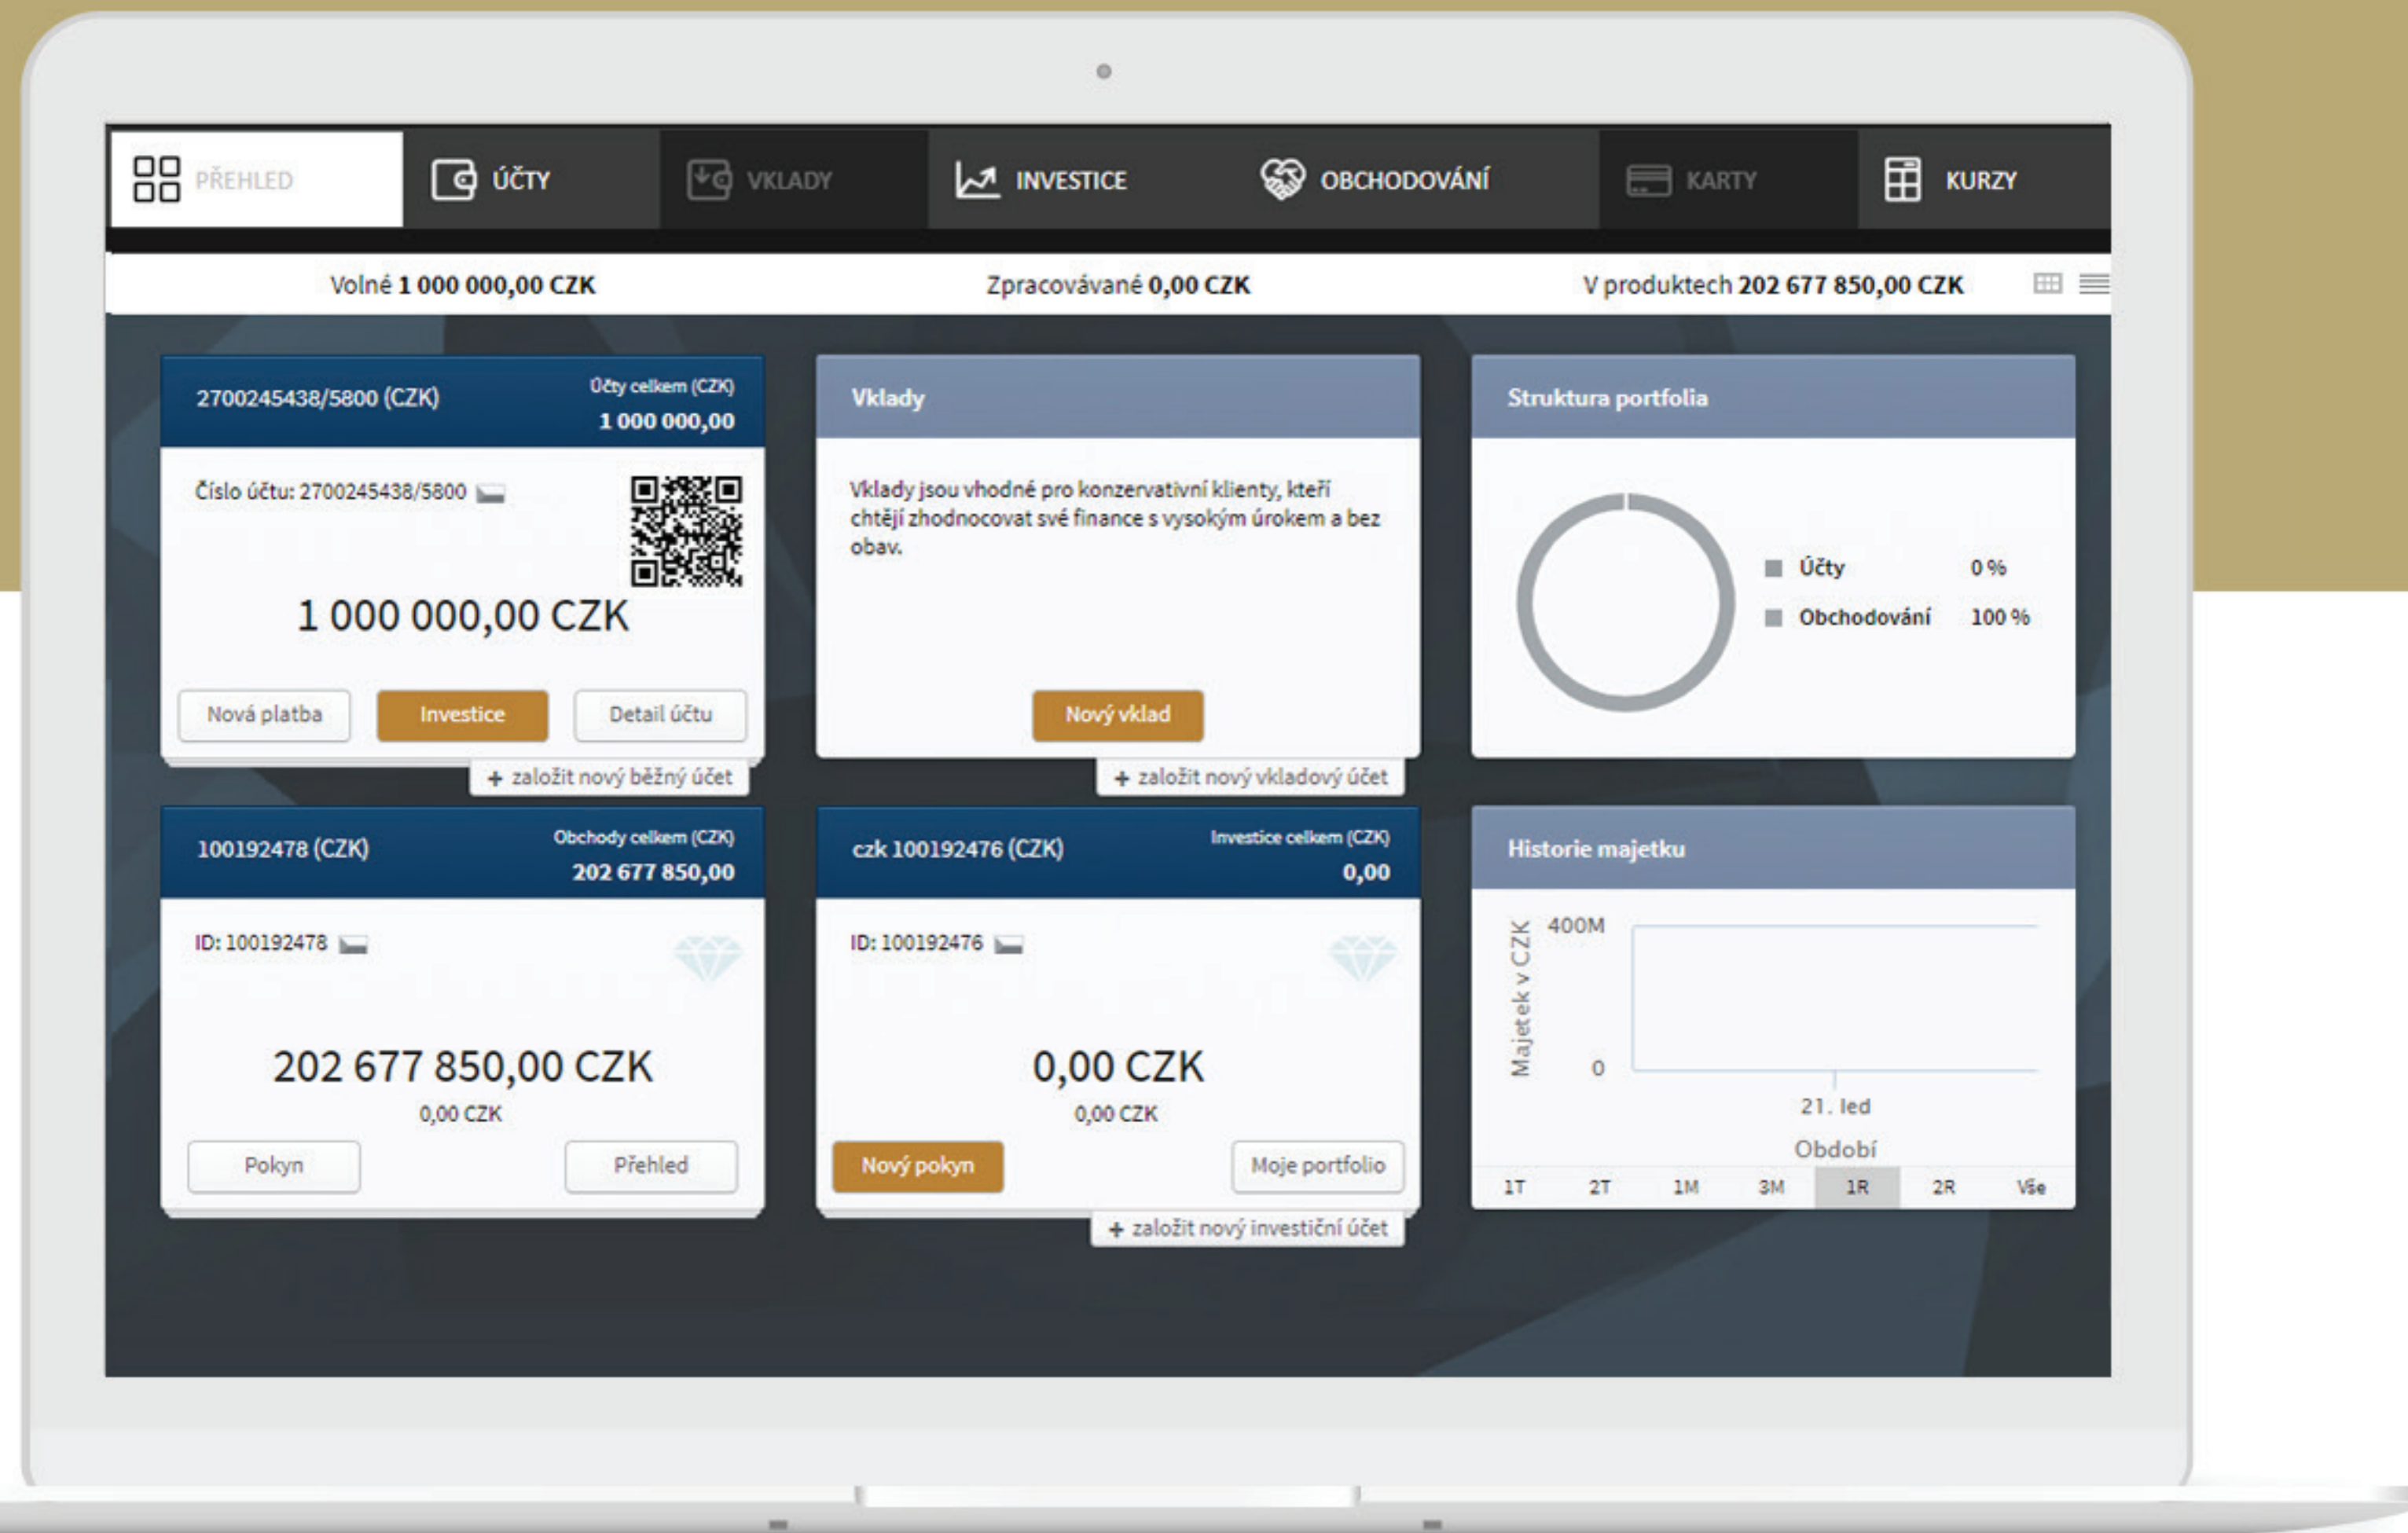 PŘEHLED
ÚČTY
VKLADY
INVESTICE
OBCHODOVÁNÍ
KARTY
KURZY
Volné 1 000 000,00 CZK
Zpracovávané 0,00 CZK
V produktech 202 677 850,00 CZK
2700245438/5800 (CZK)
Účty celkem (CZK)
1 000 000,00
Číslo účtu: 2700245438/5800
1 000 000,00 CZK
Nová platba
Investice
Detail účtu
+ založit nový běžný účet
Vklady
Vklady jsou vhodné pro konzervativní klienty, kteří
chtějí zhodnocovat své finance s vysokým úrokem a bez
obav.
Nový vklad
+ založit nový vkladový účet
Struktura portfolia
Účty 0 %
Obchodování 100 %
100192478 (CZK)
Obchody celkem (CZK)
202 677 850,00
ID: 100192478
202 677 850,00 CZK
0,00 CZK
Pokyn
Přehled
czk 100192476 (CZK)
Investice celkem (CZK)
0,00
ID: 100192476
0,00 CZK
0,00 CZK
Nový pokyn
Moje portfolio
+ založit nový investiční účet
Historie majetku
Majetek v CZK
400M
0
21. led
Období
1T 2T 1M 3M 1R 2R Vše